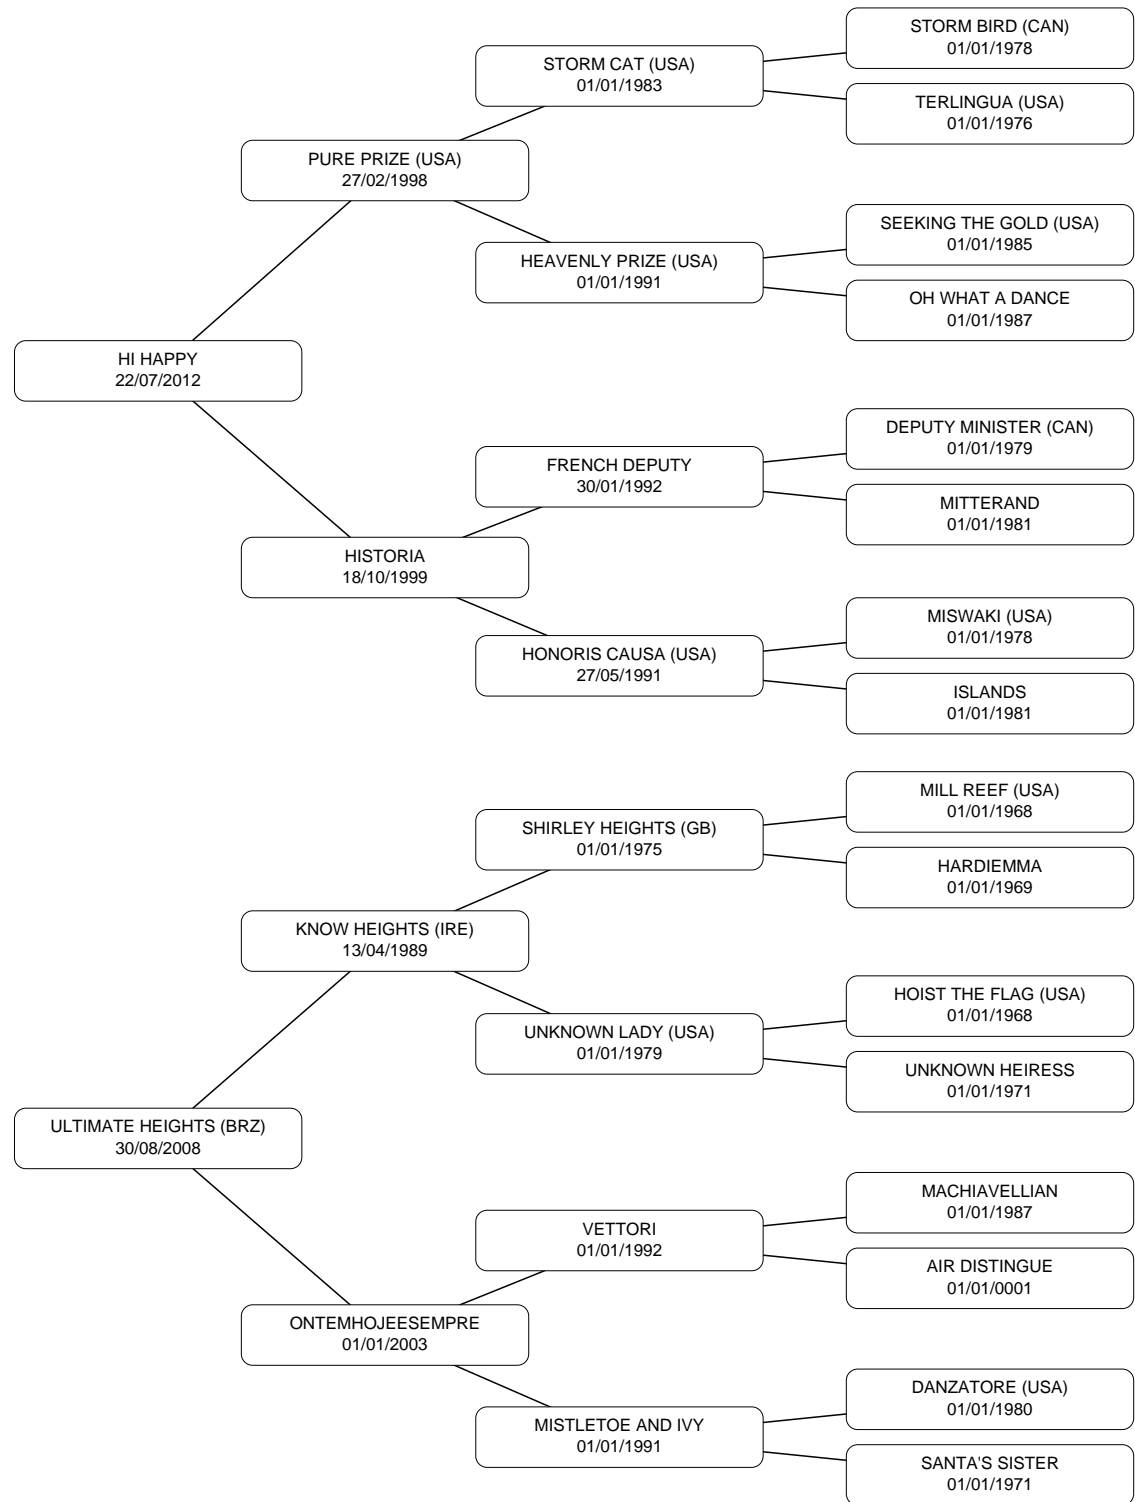 STORM BIRD (CAN)
01/01/1978
STORM CAT (USA)
01/01/1983
TERLINGUA (USA)
01/01/1976
PURE PRIZE (USA)
27/02/1998
SEEKING THE GOLD (USA)
01/01/1985
HEAVENLY PRIZE (USA)
01/01/1991
OH WHAT A DANCE
01/01/1987
HI HAPPY
22/07/2012
DEPUTY MINISTER (CAN)
01/01/1979
FRENCH DEPUTY
30/01/1992
MITTERAND
01/01/1981
HISTORIA
18/10/1999
MISWAKI (USA)
01/01/1978
HONORIS CAUSA (USA)
27/05/1991
ISLANDS
01/01/1981
MILL REEF (USA)
01/01/1968
SHIRLEY HEIGHTS (GB)
01/01/1975
HARDIEMMA
01/01/1969
KNOW HEIGHTS (IRE)
13/04/1989
HOIST THE FLAG (USA)
01/01/1968
UNKNOWN LADY (USA)
01/01/1979
UNKNOWN HEIRESS
01/01/1971
ULTIMATE HEIGHTS (BRZ)
30/08/2008
MACHIAVELLIAN
01/01/1987
VETTORI
01/01/1992
AIR DISTINGUE
01/01/0001
ONTEMHOJEESEMPRE
01/01/2003
DANZATORE (USA)
01/01/1980
MISTLETOE AND IVY
01/01/1991
SANTA'S SISTER
01/01/1971